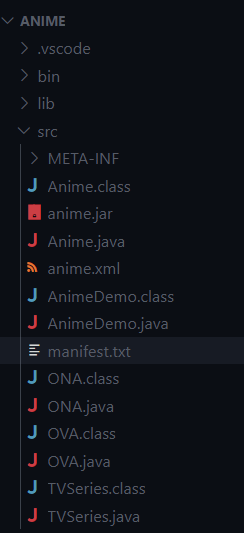 ANIME
.vscode
bin
lib
src
META-INF
Anime.class
anime.jar
Anime.java
anime.xml
AnimeDemo.class
AnimeDemo.java
manifest.txt
ONA.class
ONA.java
OVA.class
OVA.java
TVSeries.class
TVSeries.java